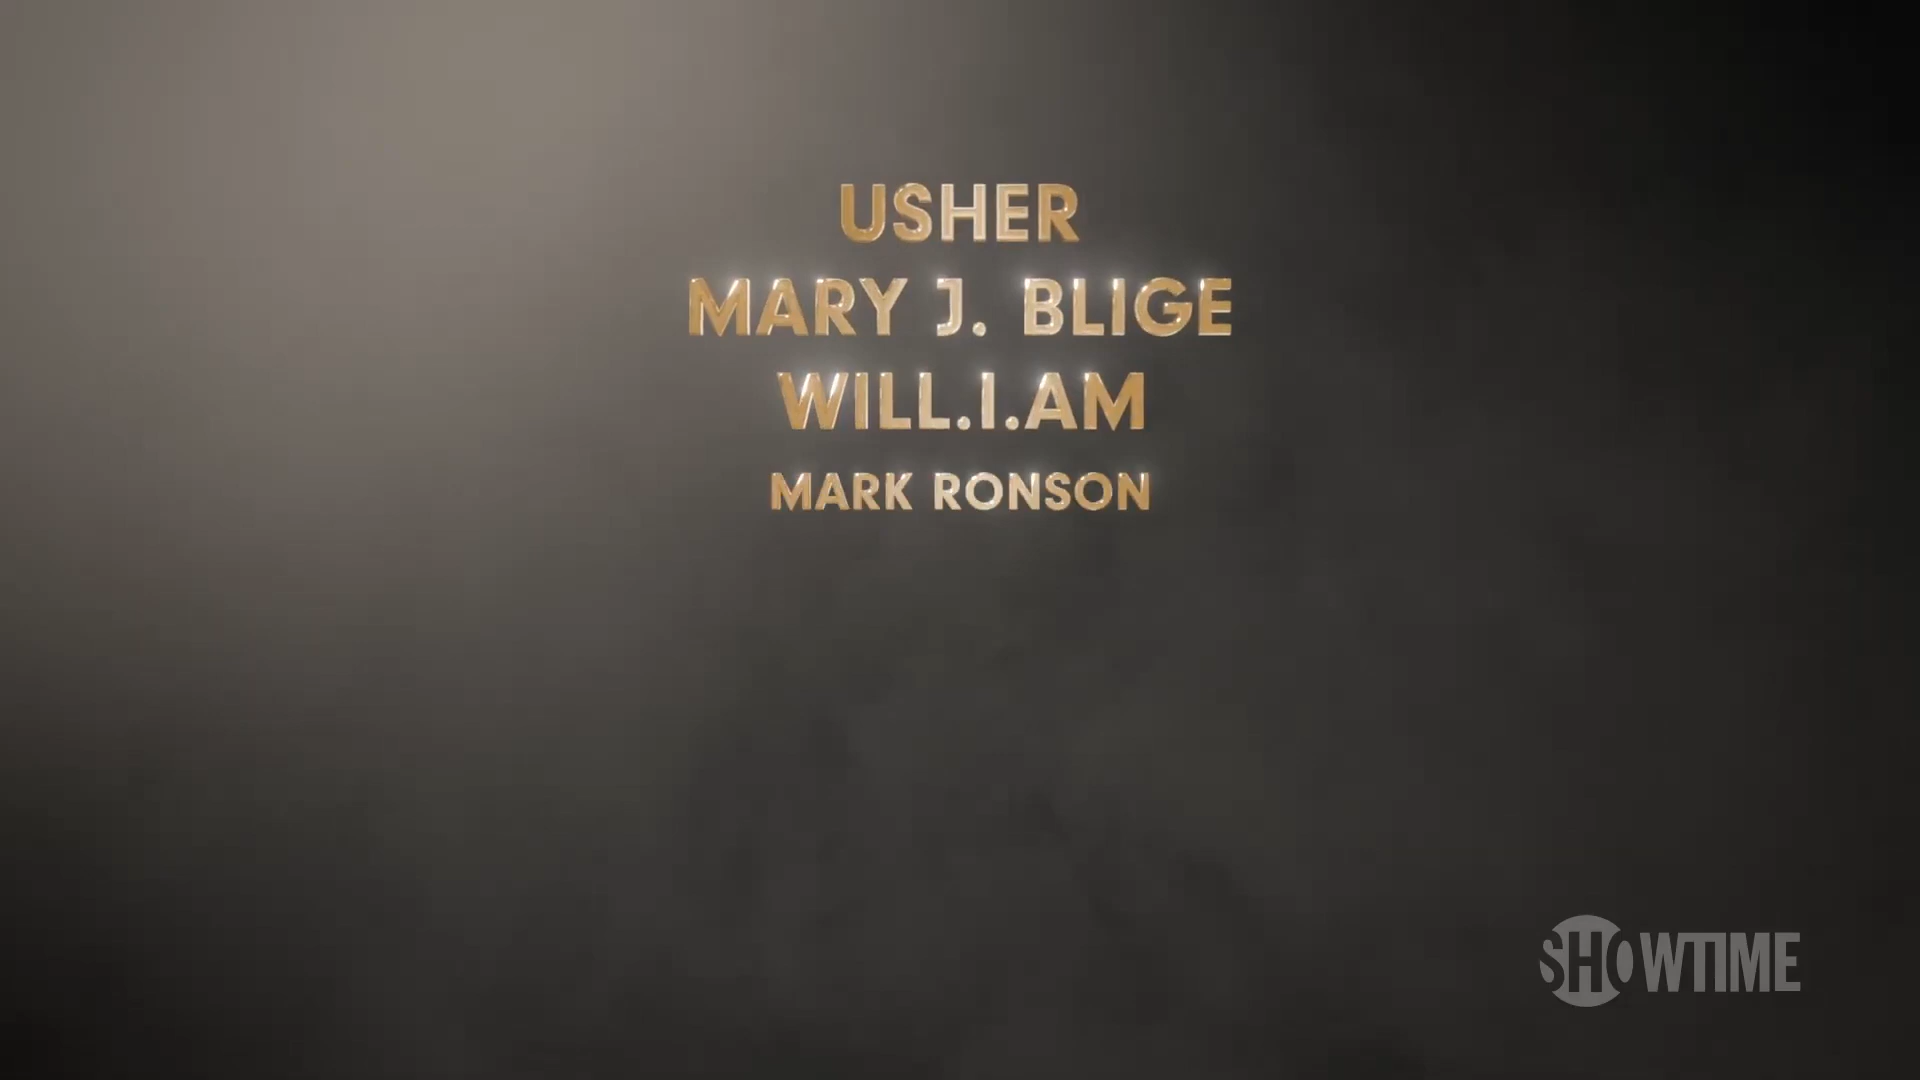 USHER
MARY J. BLIGE
WILL.I.AM
MARK RONSON
SHOWTIME